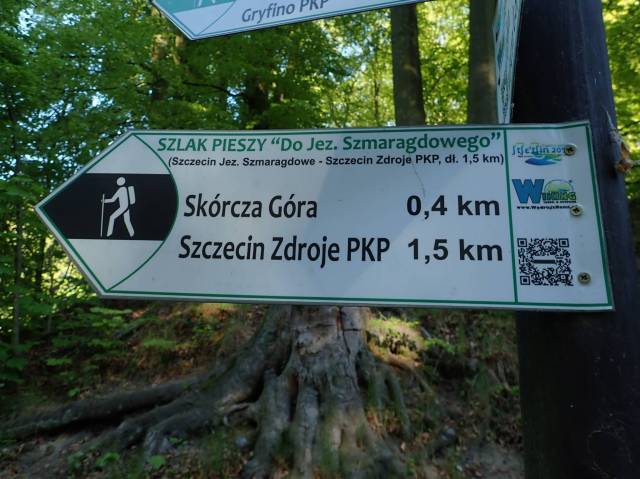 Gryfino PKP
SZLAK PIESZY "Do Jez. Szmaragdowego"
(Szczecin Jez. Szmaragdowe - Szczecin Zdroje PKP, dł. 1,5 km)
Skórcza Góra 0,4 km
Szczecin Zdroje PKP 1,5 km